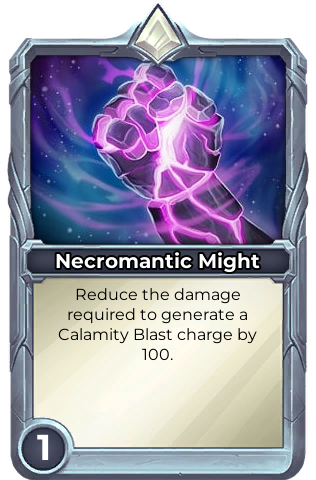 Necromantic Might
Reduce the damage
required to generate a
Calamity Blast charge by
100.
1